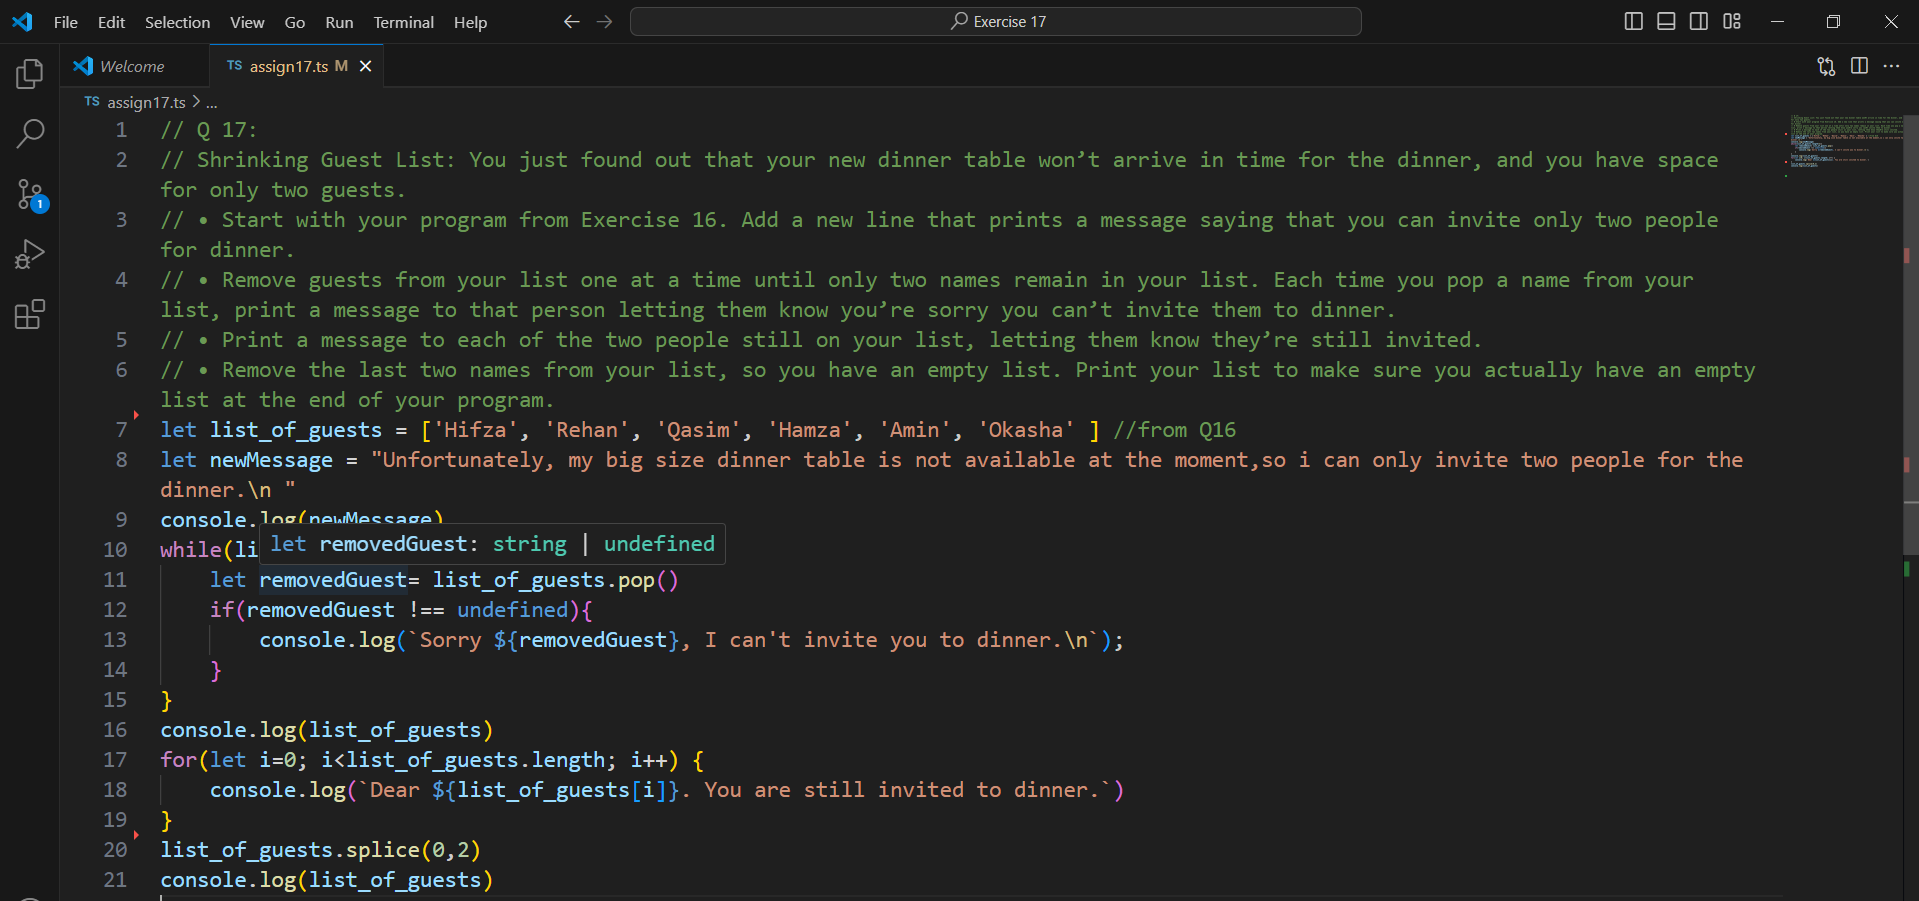 File Edit Selection View Go Run Terminal Help
Exercise 17
Welcome
TS assign17.ts M
TS assign17.ts > ...
1 // Q 17:
2 // Shrinking Guest List: You just found out that your new dinner table won’t arrive in time for the dinner, and you have space
for only two guests.
3 // • Start with your program from Exercise 16. Add a new line that prints a message saying that you can invite only two people
for dinner.
4 // • Remove guests from your list one at a time until only two names remain in your list. Each time you pop a name from your
list, print a message to that person letting them know you’re sorry you can’t invite them to dinner.
5 // • Print a message to each of the two people still on your list, letting them know they’re still invited.
6 // • Remove the last two names from your list, so you have an empty list. Print your list to make sure you actually have an empty
list at the end of your program.
7 let list_of_guests = ['Hifza', 'Rehan', 'Qasim', 'Hamza', 'Amin', 'Okasha' ] //from Q16
8 let newMessage = "Unfortunately, my big size dinner table is not available at the moment,so i can only invite two people for the
dinner.\n "
9 console.log(newMessage)
let removedGuest: string | undefined
10 while(li
11 let removedGuest= list_of_guests.pop()
12 if(removedGuest !== undefined){
13 console.log(`Sorry ${removedGuest}, I can't invite you to dinner.\n`);
14 }
15 }
16 console.log(list_of_guests)
17 for(let i=0; i<list_of_guests.length; i++) {
18 console.log(`Dear ${list_of_guests[i]}. You are still invited to dinner.`)
19 }
20 list_of_guests.splice(0,2)
21 console.log(list_of_guests)
1